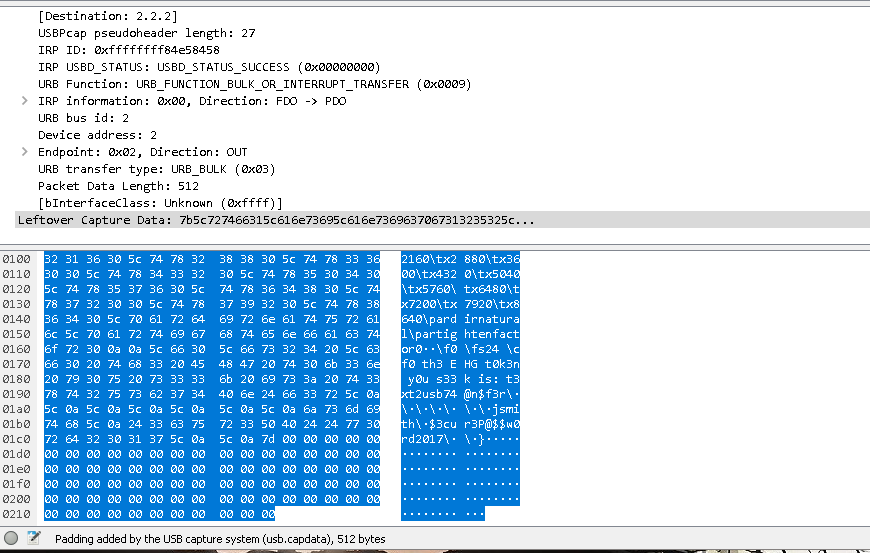 [Destination: 2.2.2]
USBPcap pseudoheader length: 27
IRP ID: 0xffffffff84e58458
IRP USBD_STATUS: USBD_STATUS_SUCCESS (0x00000000)
URB Function: URB_FUNCTION_BULK_OR_INTERRUPT_TRANSFER (0x0009)
IRP information: 0x00, Direction: FDO -> PDO
URB bus id: 2
Device address: 2
Endpoint: 0x02, Direction: OUT
URB transfer type: URB_BULK (0x03)
Packet Data Length: 512
[bInterfaceClass: Unknown (0xffff)]
Leftover Capture Data: 7b5c727466315c616e73695c616e7369637067313235325c...
0100 32 31 36 30 5c 74 78 32 38 38 30 5c 74 78 33 36 2160\tx2 880\tx36
0110 30 30 5c 74 78 34 33 32 30 5c 74 78 35 30 34 30 00\tx432 0\tx5040
0120 5c 74 78 35 37 36 30 5c 74 78 36 34 38 30 5c 74 \tx5760\ tx6480\t
0130 78 37 32 30 30 5c 74 78 37 39 32 30 5c 74 78 38 x7200\tx 7920\tx8
0140 36 34 30 5c 70 61 72 64 69 72 6e 61 74 75 72 61 640\pard irnatura
0150 6c 5c 70 61 72 74 69 67 68 74 65 6e 66 61 63 74 l\partig htenfact
0160 6f 72 30 0a 0a 5c 66 30 5c 66 73 32 34 20 5c 63 or0··\f0 \fs24 \c
0170 66 30 20 74 68 33 20 45 48 47 20 74 30 6b 33 6e f0 th3 E HG t0k3n
0180 20 79 30 75 20 73 33 33 6b 20 69 73 3a 20 74 33 y0u s33 k is: t3
0190 78 74 32 75 73 62 37 34 40 6e 24 66 33 72 5c 0a xt2usb74 @n$f3r\·
01a0 5c 0a 5c 0a 5c 0a 5c 0a 5c 0a 5c 0a 6a 73 6d 69 \·\·\·\· \·\·jsmi
01b0 74 68 5c 0a 24 33 63 75 72 33 50 40 24 24 77 30 th\·$3cu r3P@$$w0
01c0 72 64 32 30 31 37 5c 0a 5c 0a 7d 00 00 00 00 00 rd2017\· \·}·····
01d0 00 00 00 00 00 00 00 00 00 00 00 00 00 00 00 00 ········ ········
01e0 00 00 00 00 00 00 00 00 00 00 00 00 00 00 00 00 ········ ········
01f0 00 00 00 00 00 00 00 00 00 00 00 00 00 00 00 00 ········ ········
0200 00 00 00 00 00 00 00 00 00 00 00 00 00 00 00 00 ········ ········
0210 00 00 00 00 00 00 00 00 00 00 00 ········ ···
Padding added by the USB capture system (usb.capdata), 512 bytes